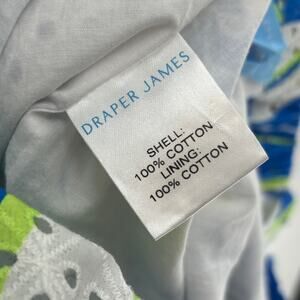 DRAPER JAMES
SHELL:
100% COTTON
LINING:
100% COTTON